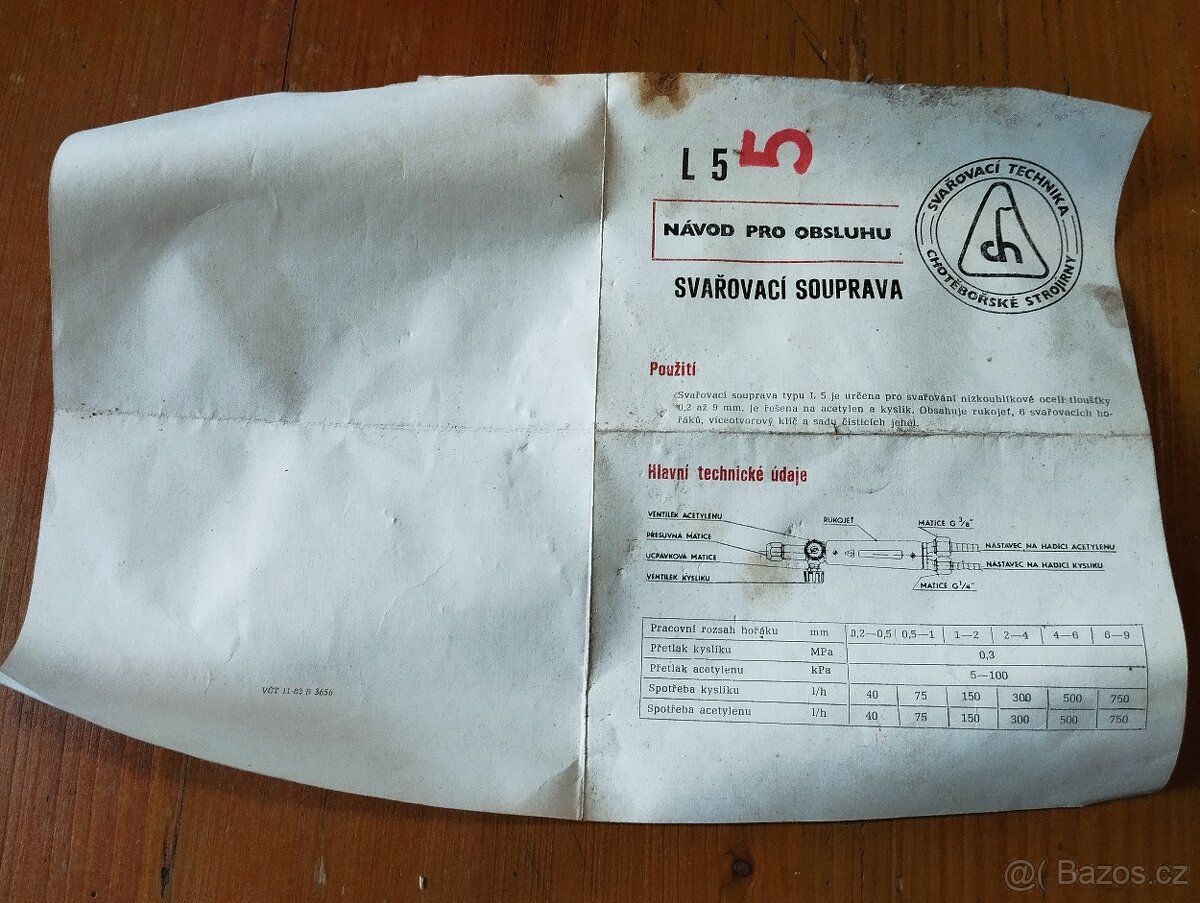 L 5 5
NÁVOD PRO OBSLUHU
SVAŘOVACÍ SOUPRAVA
SVAŘOVACÍ TECHNIKA
CHOTĚBOŘSKÉ STROJÍRNY
ch
Použití
Svařovací souprava typu L 5 je určena pro svařování nízkouhlíkové oceli tloušťky
0,2 až 9 mm. Je řešena na acetylen a kyslík. Obsahuje rukojeť, 6 svařovacích ho-
řáků, víceotvorový klíč a sadu čisticích jehel.
Hlavní technické údaje
VENTILEK ACETYLENU
PŘESUVNÁ MATICE
UCPÁVKOVÁ MATICE
VENTILEK KYSLÍKU
RUKOJEŤ
MATICE G 3/8"
NÁSTAVEC NA HADICI ACETYLENU
NÁSTAVEC NA HADICI KYSLÍKU
MATICE G 1/4"
Pracovní rozsah hořáku mm 0,2—0,5 0,5—1 1—2 2—4 4—6 6—9
Přetlak kyslíku MPa 0,3
Přetlak acetylenu kPa 5—100
Spotřeba kyslíku l/h 40 75 150 300 500 750
Spotřeba acetylenu l/h 40 75 150 300 500 750
VČT 11-83 B 3656
@( Bazos.cz